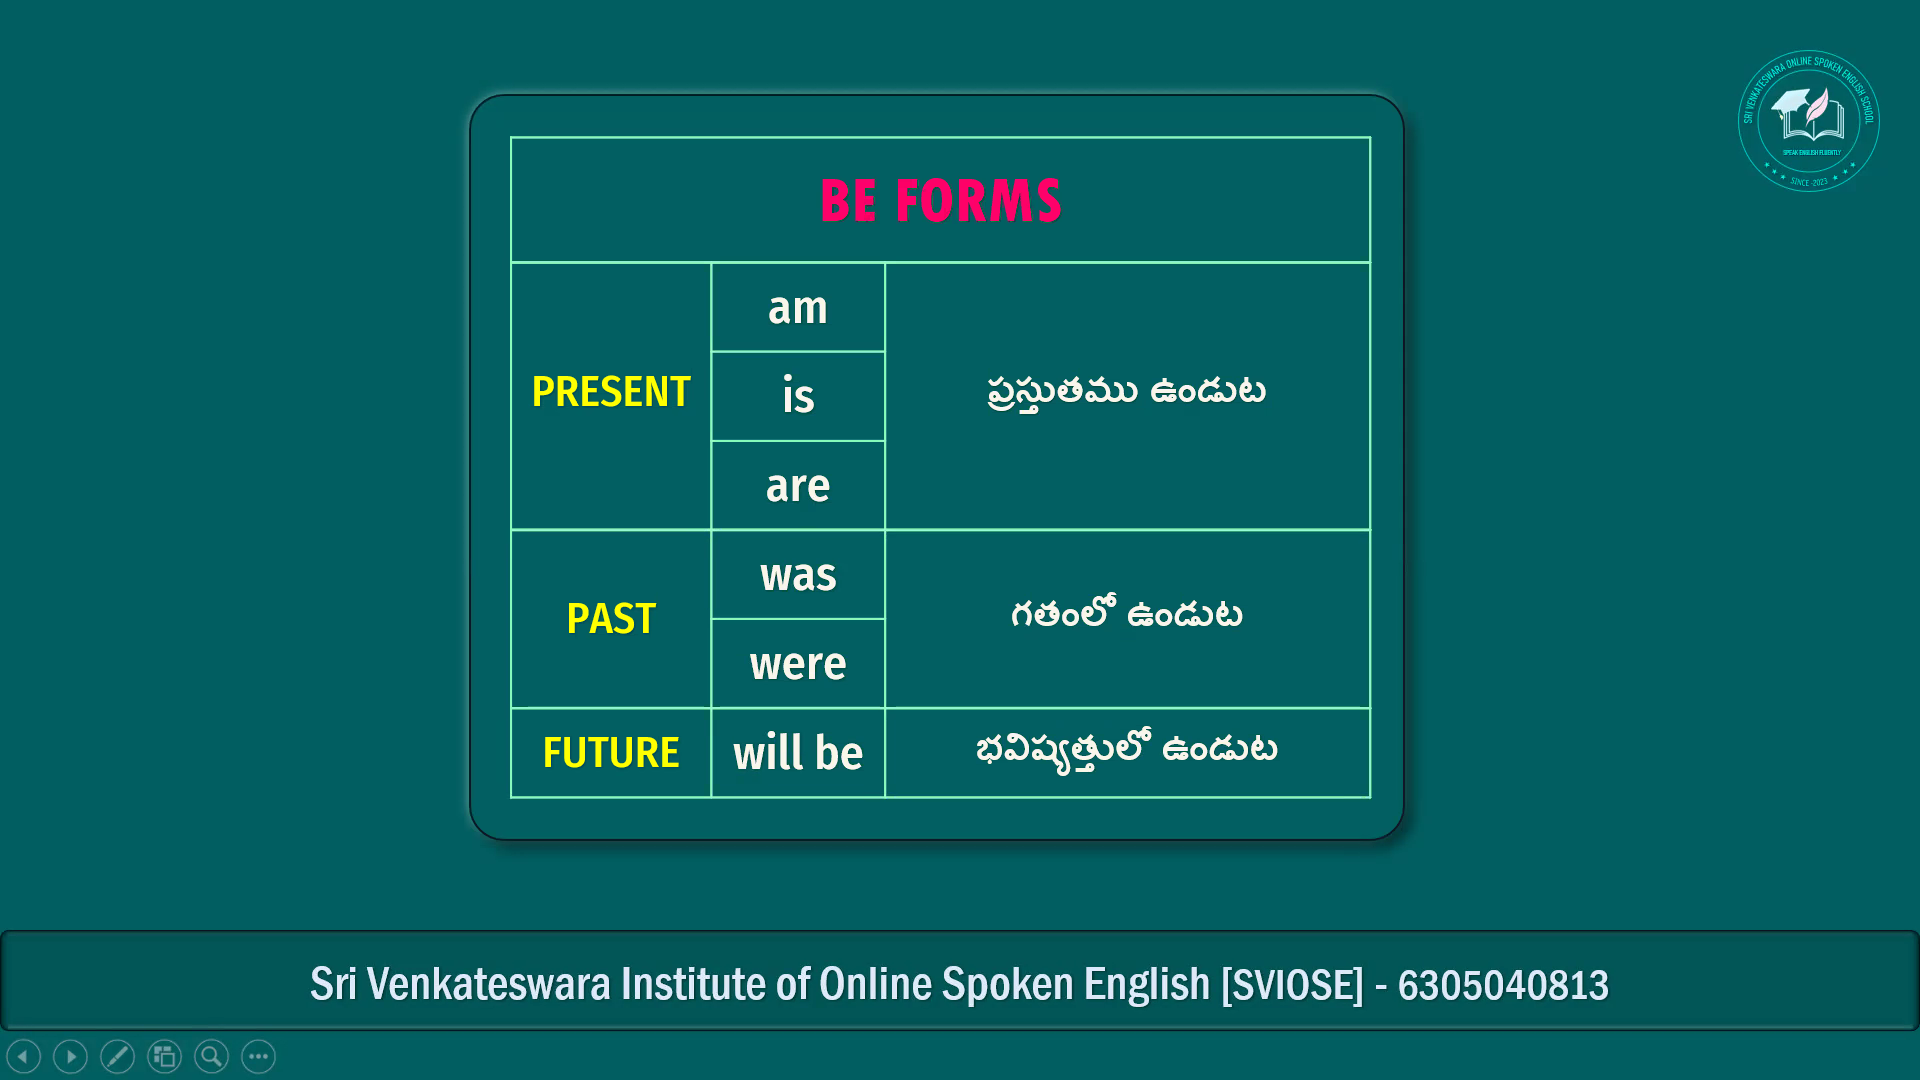 SRI VENKATESWARA ONLINE SPOKEN ENGLISH SCHOOL
SPEAK ENGLISH FLUENTLY
SINCE -2023
BE FORMS
PRESENT
am
is
are
ప్రస్తుతము ఉండుట
PAST
was
were
గతంలో ఉండుట
FUTURE
will be
భవిష్యత్తులో ఉండుట
Sri Venkateswara Institute of Online Spoken English [SVIOSE] - 6305040813